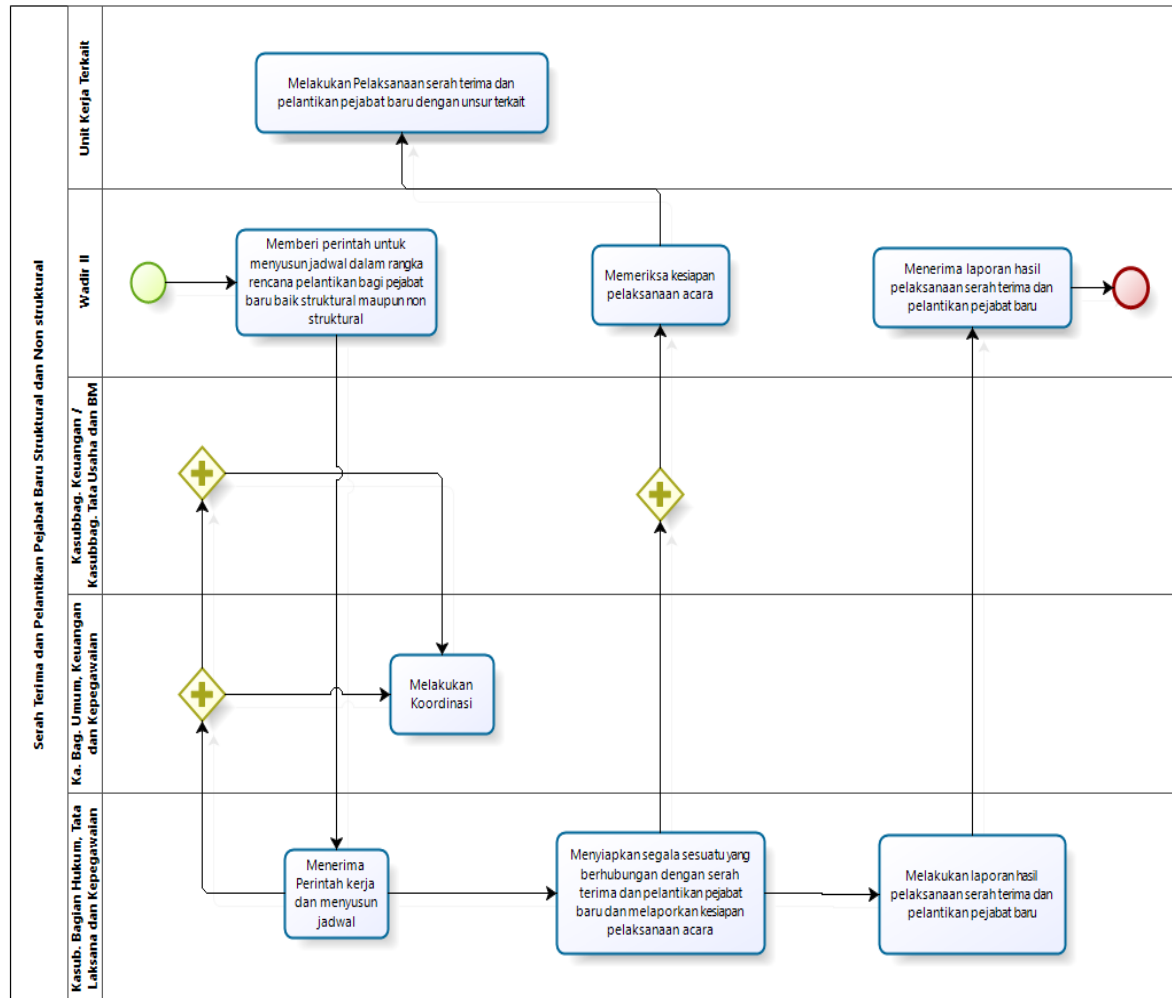 Serah Terima dan Pelantikan Pejabat Baru Struktural dan Non struktural
Unit Kerja Terkait
Melakukan Pelaksanaan serah terima dan
pelantikan pejabat baru dengan unsur terkait
Wadir II
Memberi perintah untuk
menyusun jadwal dalam rangka
rencana pelantikan bagi pejabat
baru baik struktural maupun non
struktural
Memeriksa kesiapan
pelaksanaan acara
Menerima laporan hasil
pelaksanaan serah terima dan
pelantikan pejabat baru
Kasubbag. Keuangan /
Kasubbag. Tata Usaha dan BM
Ka. Bag. Umum, Keuangan
dan Kepegawaian
Melakukan
Koordinasi
Kasub. Bagian Hukum, Tata
Laksana dan Kepegawaian
Menerima
Perintah kerja
dan menyusun
jadwal
Menyiapkan segala sesuatu yang
berhubungan dengan serah
terima dan pelantikan pejabat
baru dan melaporkan kesiapan
pelaksanaan acara
Melakukan laporan hasil
pelaksanaan serah terima dan
pelantikan pejabat baru